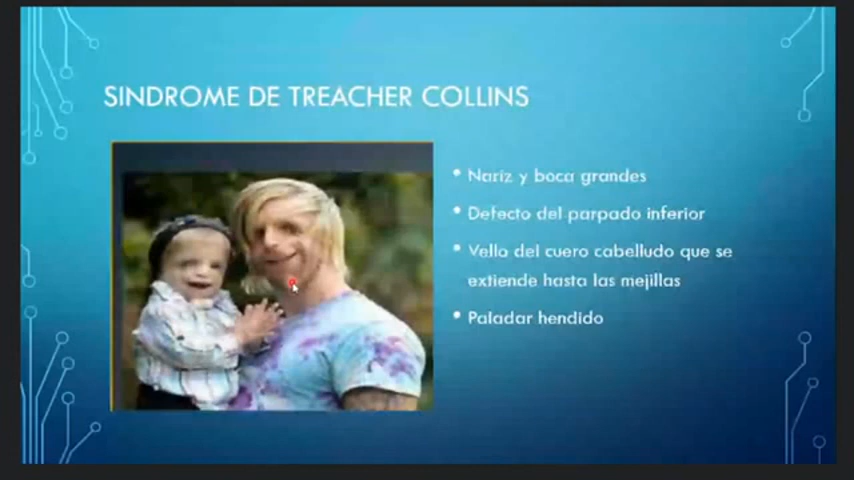 SINDROME DE TREACHER COLLINS
• Nariz y boca grandes
• Defecto del parpado inferior
• Vello del cuero cabelludo que se
extiende hasta las mejillas
• Paladar hendido